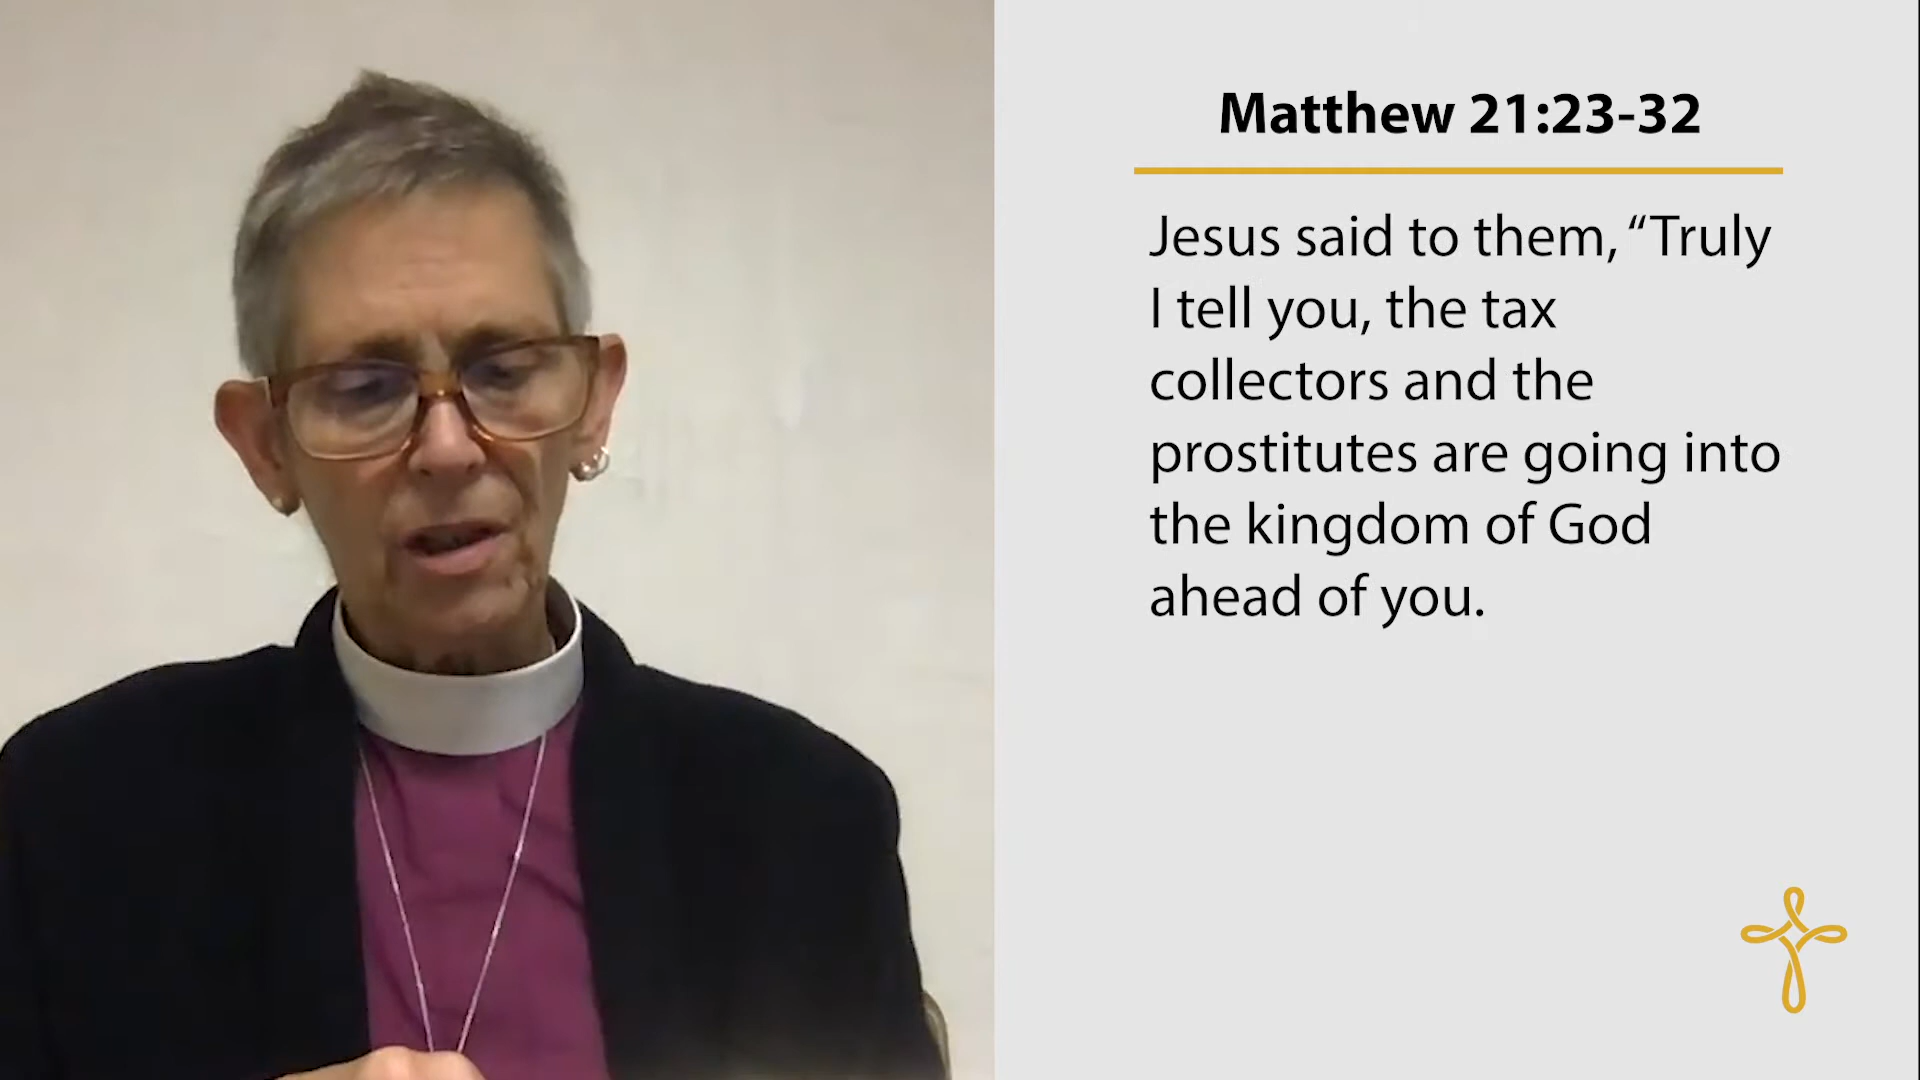 Matthew 21:23-32
Jesus said to them, “Truly
I tell you, the tax
collectors and the
prostitutes are going into
the kingdom of God
ahead of you.